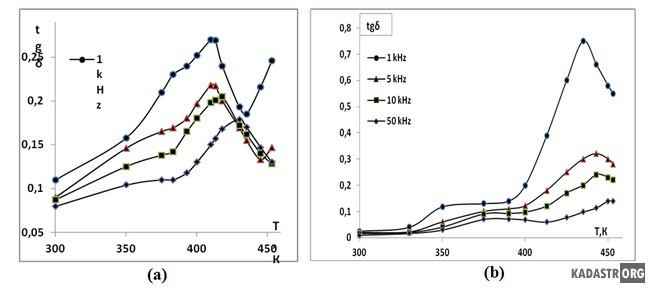 t
g
δ
0,25
0,2
0,15
0,1
0,05
1
k
H
z
300 350 400 450
T
K
(a)
tgδ
0,8
0,7
0,6
0,5
0,4
0,3
0,2
0,1
0
1 kHz
5 kHz
10 kHz
50 kHz
T,K
300 350 400 450
(b)
KADASTR.ORG